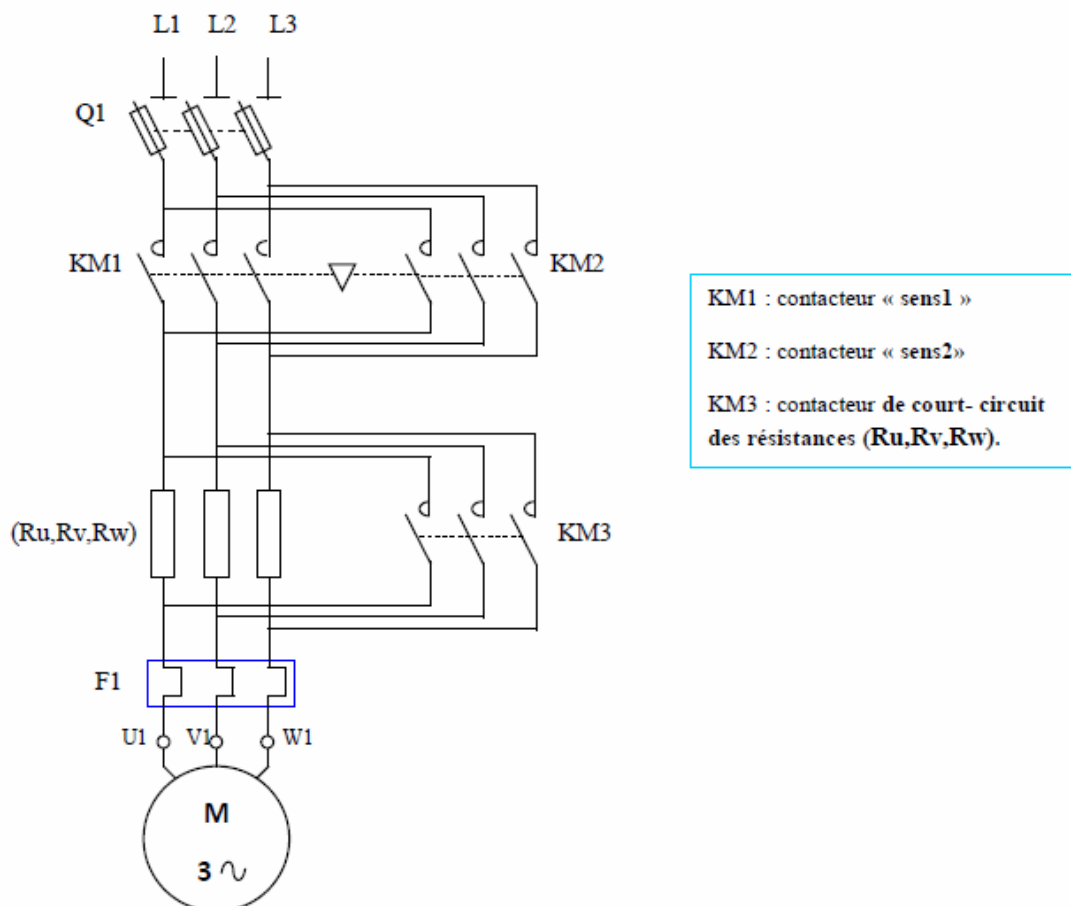 L1 L2 L3
Q1
KM1 KM2
KM1 : contacteur « sens1 »
KM2 : contacteur « sens2»
KM3 : contacteur de court- circuit
des résistances (Ru,Rv,Rw).
(Ru,Rv,Rw) KM3
F1
U1 V1 W1
M
3 ∿